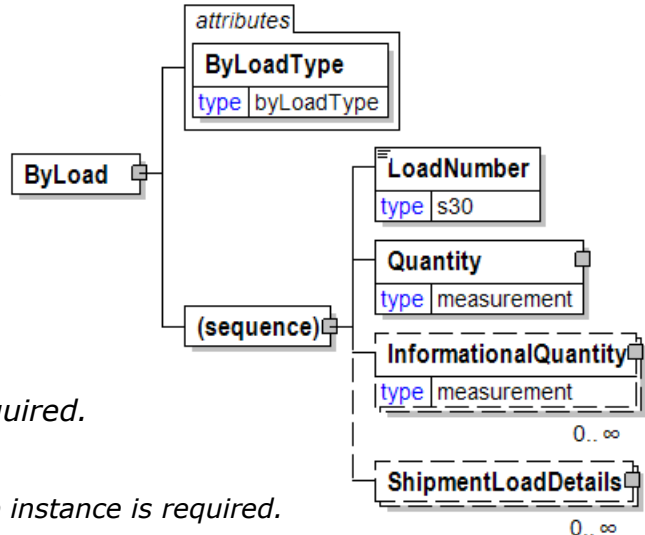 attributes
ByLoadType
type byLoadType
ByLoad
LoadNumber
type s30
Quantity
type measurement
(sequence)
InformationalQuantity
type measurement
0.. ∞
instance is required.
ShipmentLoadDetails
0.. ∞